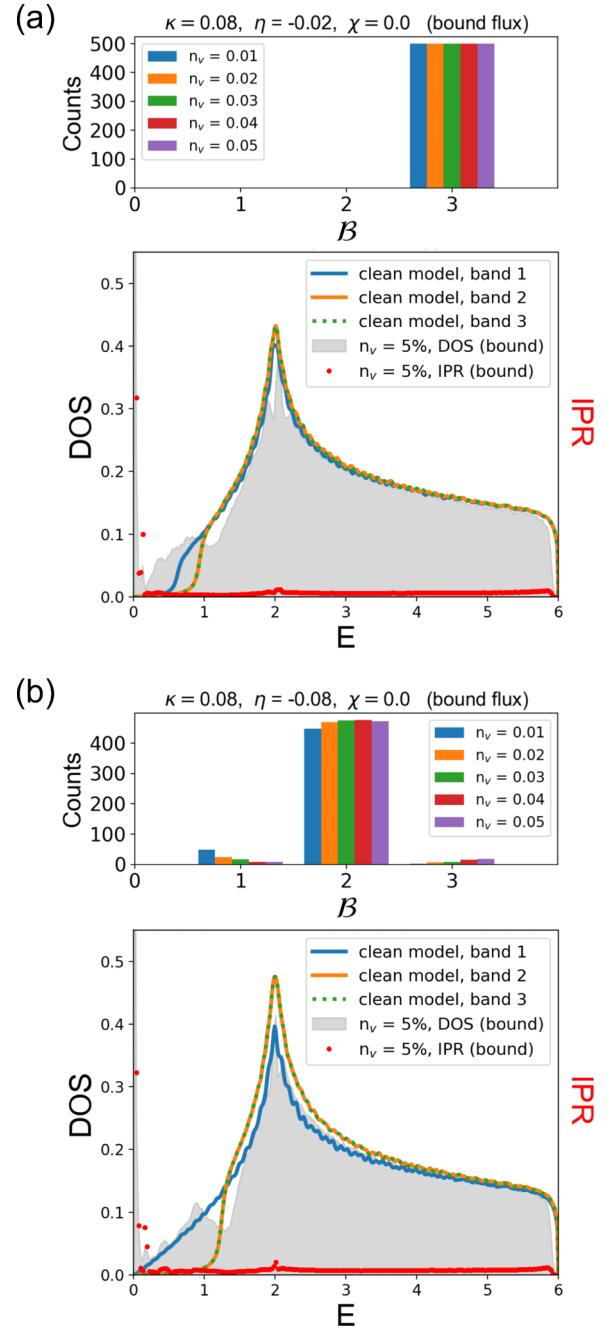 (a)
κ = 0.08, η = -0.02, χ = 0.0 (bound flux)
500
400
300
200
100
0
Counts
n_v = 0.01
n_v = 0.02
n_v = 0.03
n_v = 0.04
n_v = 0.05
1 2 3
ℬ
0.5
0.4
0.3
0.2
0.1
0.0
DOS
clean model, band 1
clean model, band 2
clean model, band 3
n_v = 5%, DOS (bound)
n_v = 5%, IPR (bound)
IPR
0 1 2 3 4 5 6
E
(b)
κ = 0.08, η = -0.08, χ = 0.0 (bound flux)
400
300
200
100
0
Counts
n_v = 0.01
n_v = 0.02
n_v = 0.03
n_v = 0.04
n_v = 0.05
1 2 3
ℬ
0.5
0.4
0.3
0.2
0.1
0.0
DOS
clean model, band 1
clean model, band 2
clean model, band 3
n_v = 5%, DOS (bound)
n_v = 5%, IPR (bound)
IPR
0 1 2 3 4 5 6
E